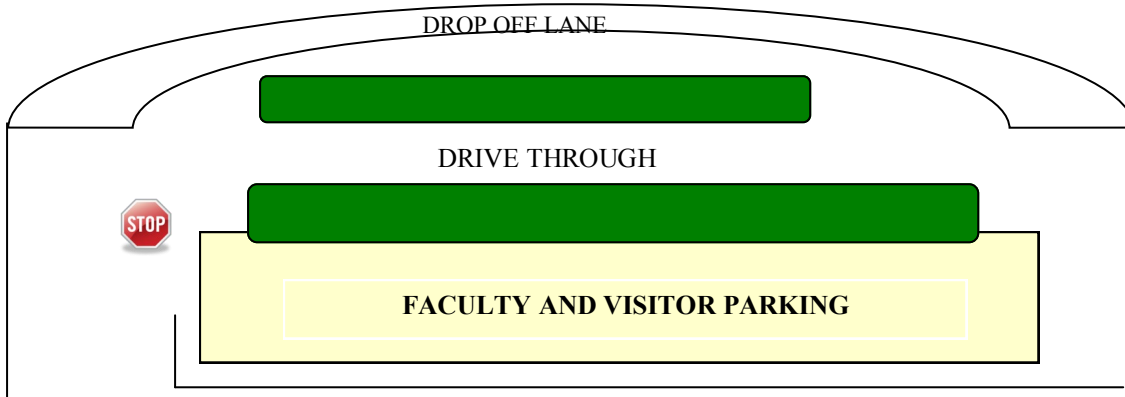 DROP OFF LANE
DRIVE THROUGH
STOP
FACULTY AND VISITOR PARKING